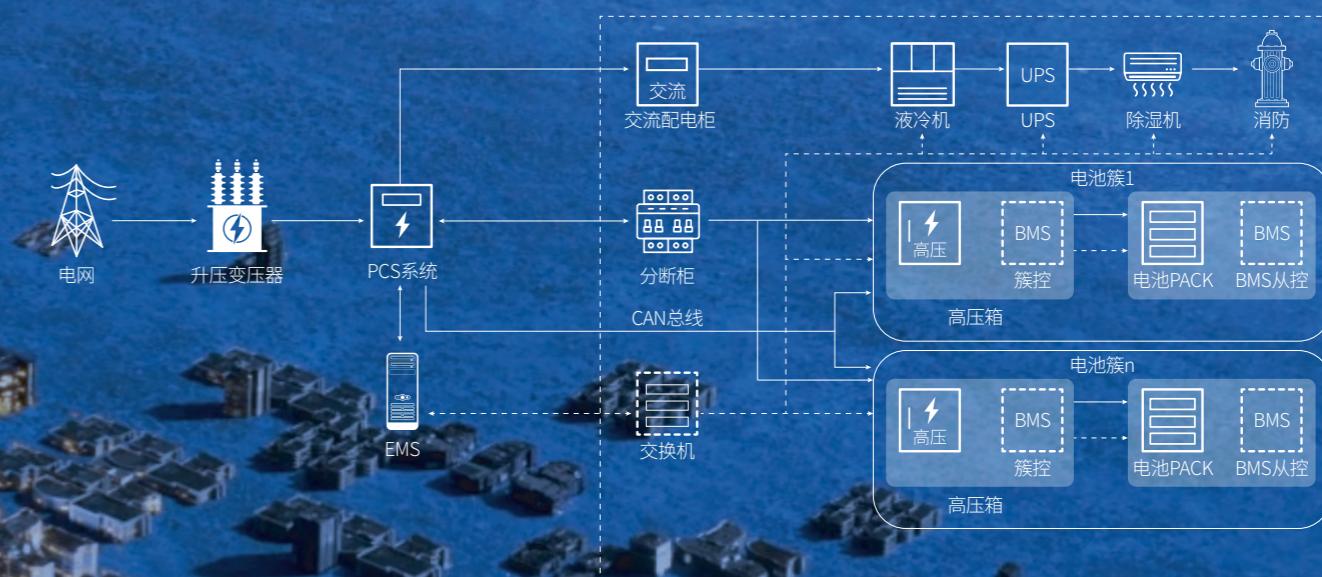 交流
交流配电柜
液冷机
UPS
UPS
除湿机
消防
电池簇1
电网
升压变压器
PCS系统
分断柜
高压
BMS
簇控
高压箱
电池PACK
BMS
BMS从控
CAN总线
电池簇n
EMS
交换机
高压
BMS
簇控
高压箱
电池PACK
BMS
BMS从控